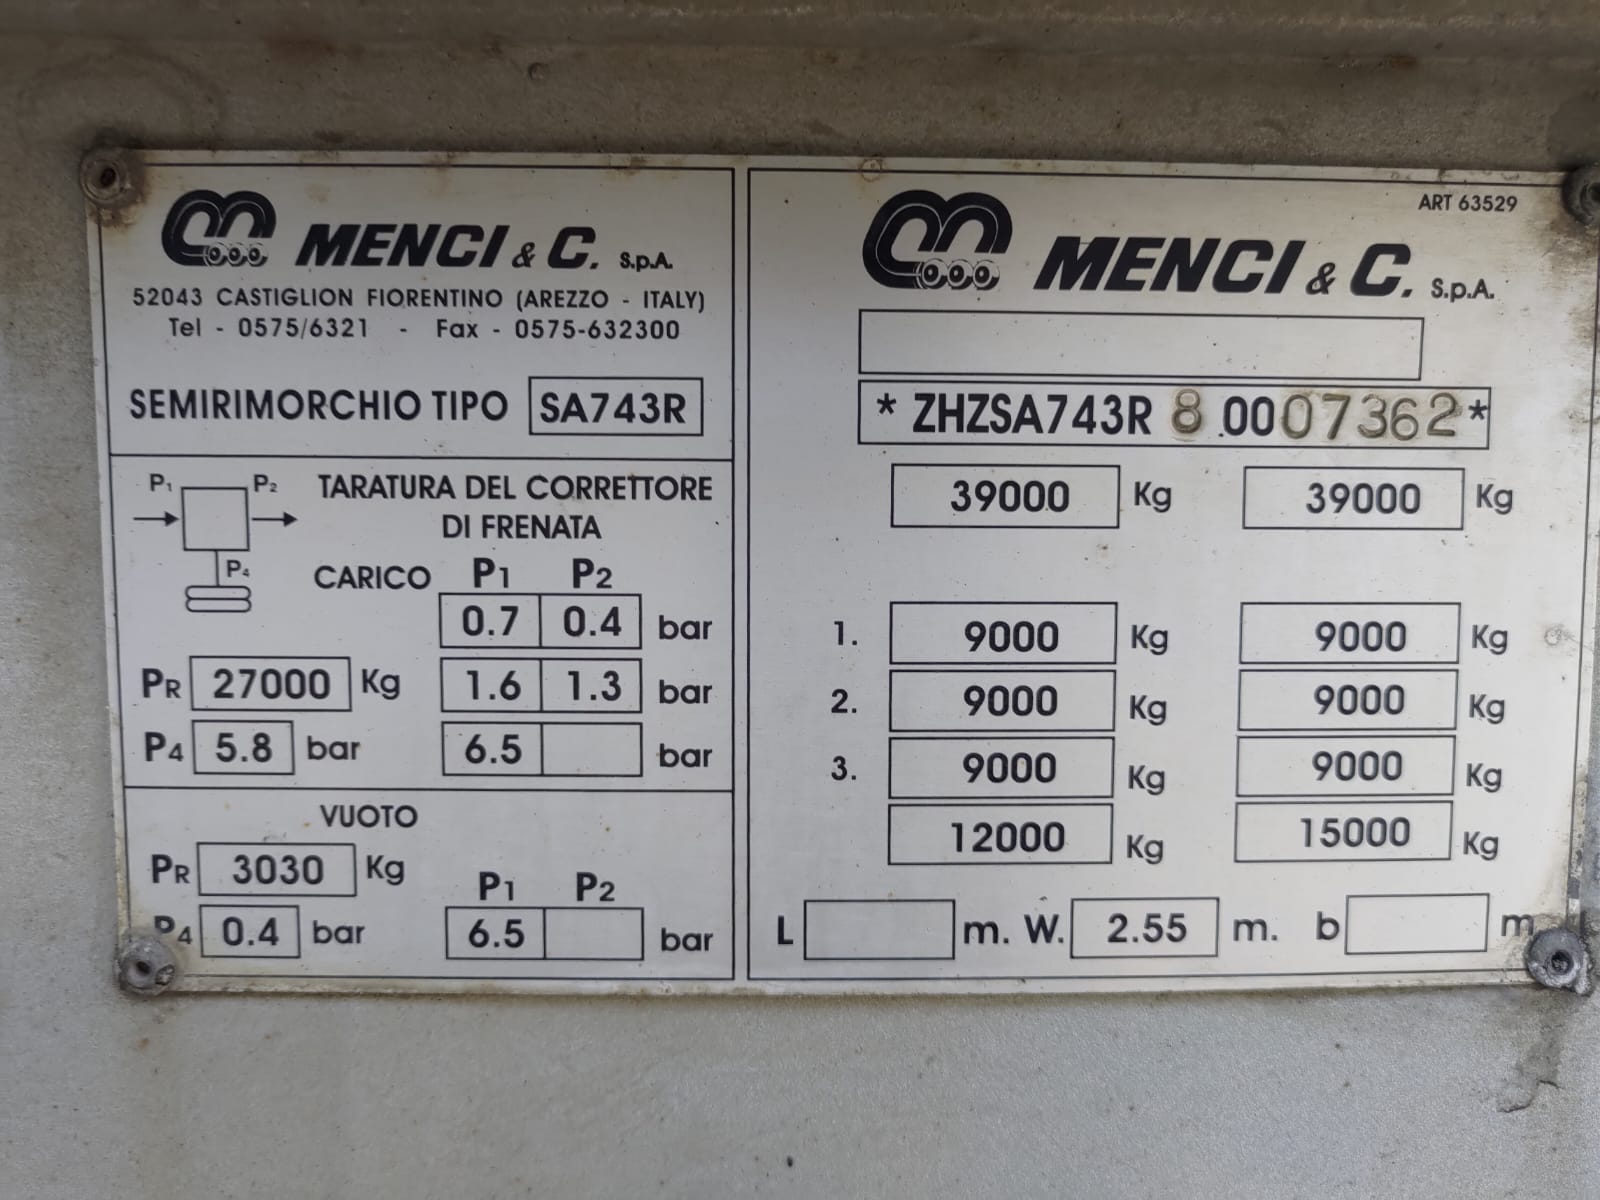 MENCI & C. S.p.A.
52043 CASTIGLION FIORENTINO (AREZZO - ITALY)
Tel - 0575/6321 - Fax - 0575-632300
SEMIRIMORCHIO TIPO SA743R
P1 P2 TARATURA DEL CORRETTORE
DI FRENATA
P4 CARICO P1 P2
0.7 0.4 bar
PR 27000 Kg 1.6 1.3 bar
P4 5.8 bar 6.5 bar
VUOTO
PR 3030 Kg P1 P2
P4 0.4 bar 6.5 bar
ART 63529
MENCI & C. S.p.A.
* ZHZSA743R 8 .0007362 *
39000 Kg 39000 Kg
1. 9000 Kg 9000 Kg
2. 9000 Kg 9000 Kg
3. 9000 Kg 9000 Kg
12000 Kg 15000 Kg
L m. W. 2.55 m. b m